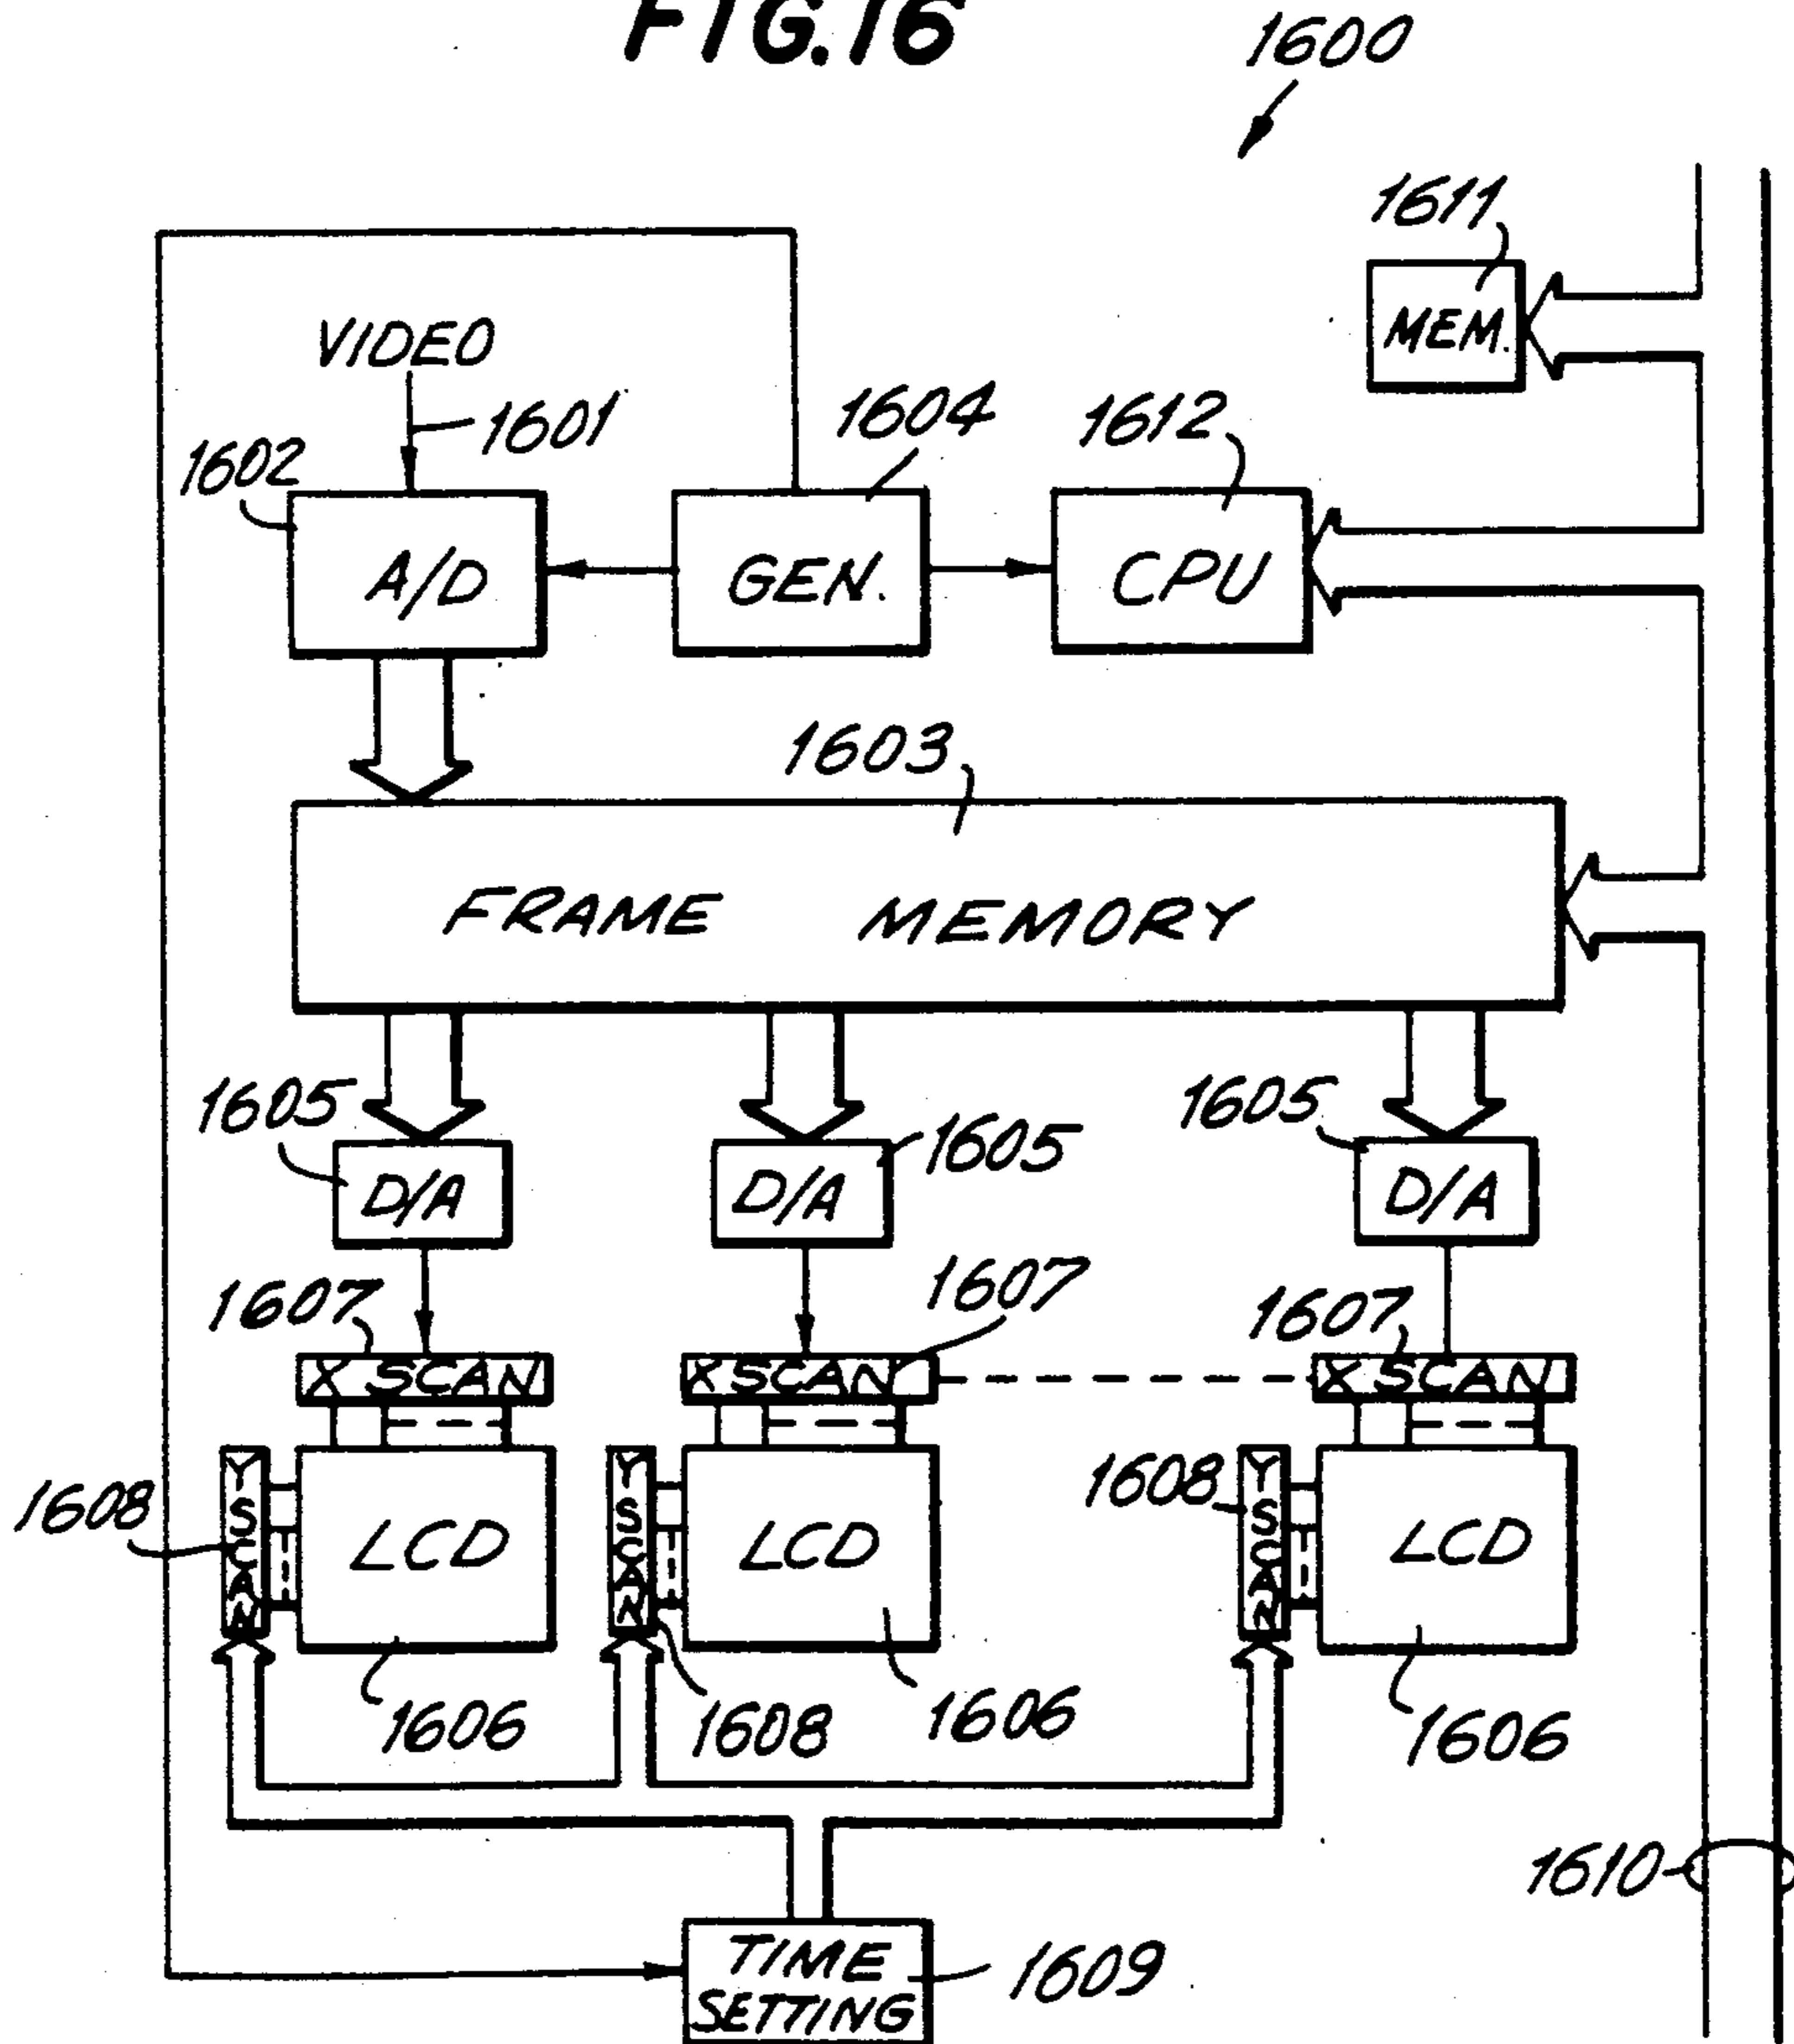 FIG.16
1600
1611
MEM.
VIDEO
1601
1602
1604
1612
A/D
GEN.
CPU
1603
FRAME MEMORY
1605
1605
1605
D/A
D/A
D/A
1607
1607
1607
X SCAN
X SCAN
X SCAN
1608
Y SCAN
LCD
Y SCAN
LCD
1608
Y SCAN
LCD
1606
1608
1606
1606
1610
TIME
SETTING
1609